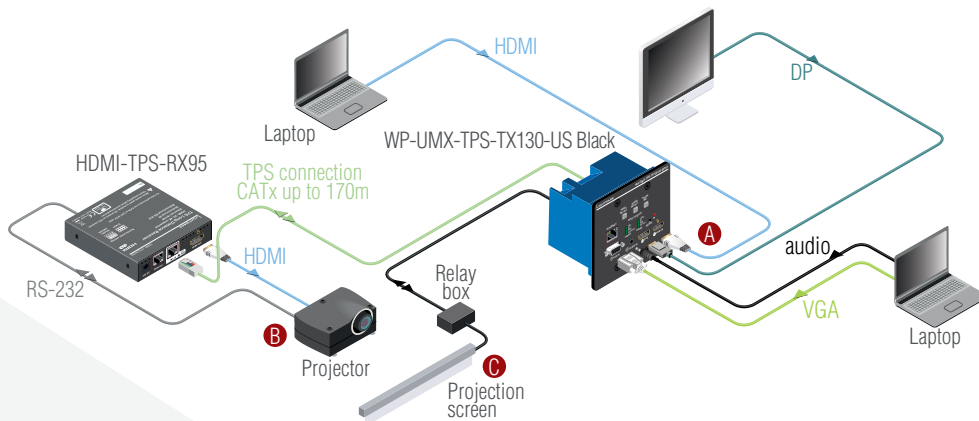 HDMI
DP
Laptop
WP-UMX-TPS-TX130-US Black
HDMI-TPS-RX95
TPS connection
CATx up to 170m
A
audio
HDMI
RS-232
Relay
box
VGA
B
Laptop
Projector
C
Projection
screen